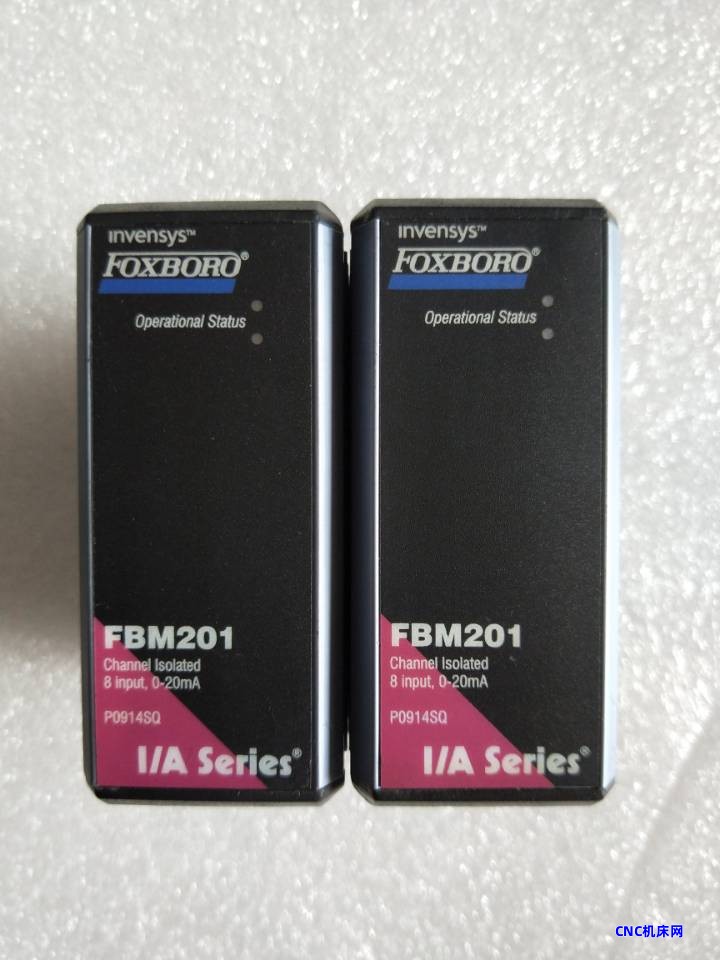 invensys™
FOXBORO®
Operational Status
FBM201
Channel Isolated
8 input, 0-20mA
P0914SQ
I/A Series®
invensys™
FOXBORO®
Operational Status
FBM201
Channel Isolated
8 input, 0-20mA
P0914SQ
I/A Series®
CNC机床网